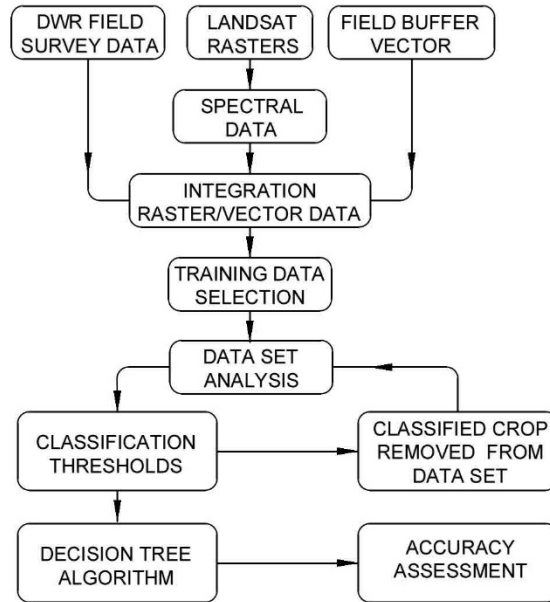 DWR FIELD
SURVEY DATA
LANDSAT
RASTERS
FIELD BUFFER
VECTOR
SPECTRAL
DATA
INTEGRATION
RASTER/VECTOR DATA
TRAINING DATA
SELECTION
DATA SET
ANALYSIS
CLASSIFICATION
THRESHOLDS
CLASSIFIED CROP
REMOVED FROM
DATA SET
DECISION TREE
ALGORITHM
ACCURACY
ASSESSMENT